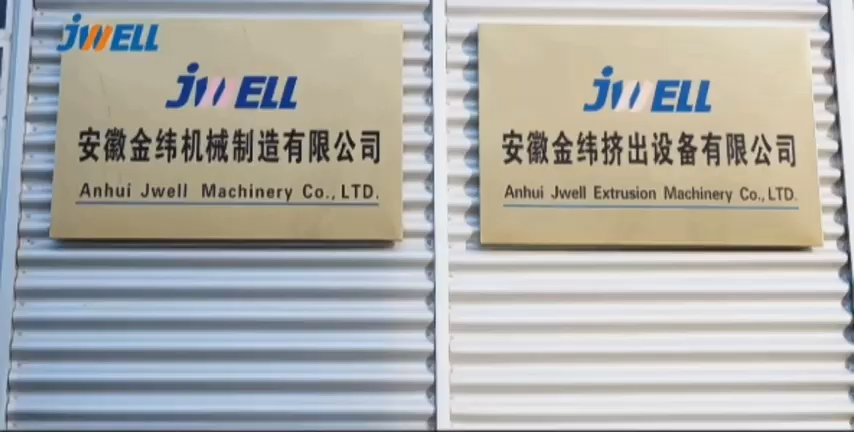 JWELL
JWELL
安徽金纬机械制造有限公司
Anhui Jwell Machinery Co., LTD.
JWELL
安徽金纬挤出设备有限公司
Anhui Jwell Extrusion Machinery Co., LTD.